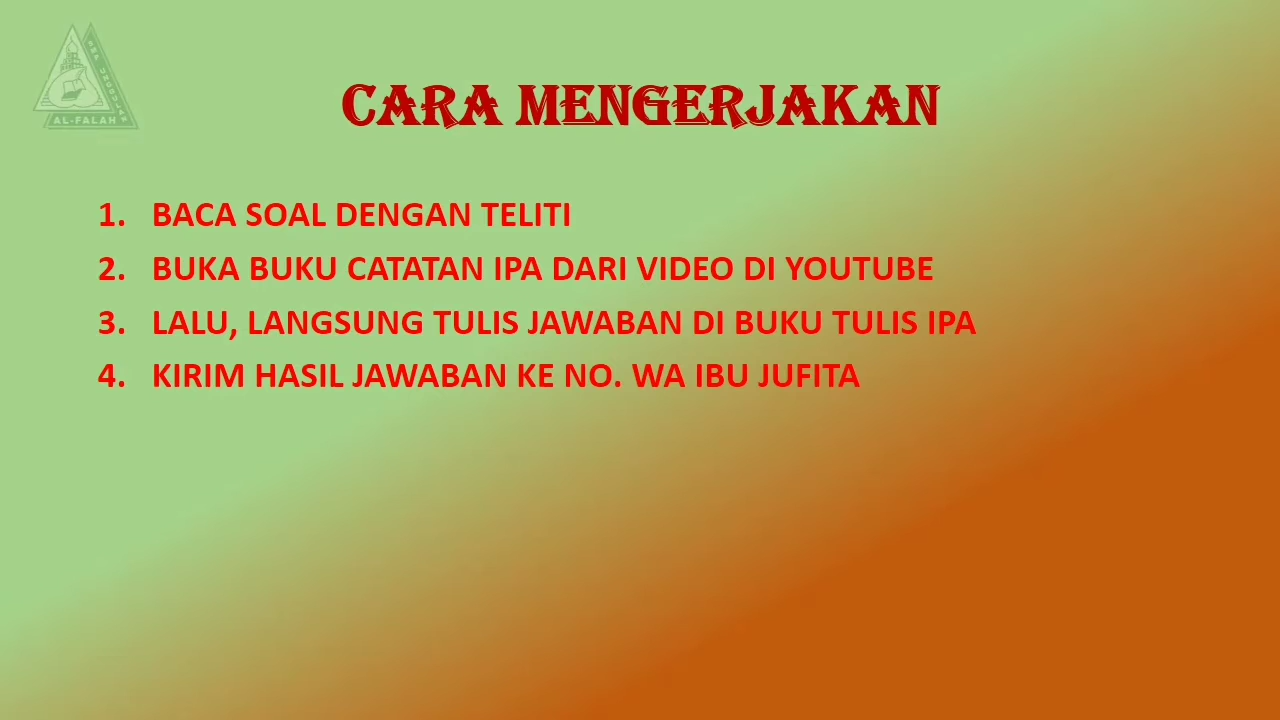 CARA MENGERJAKAN
1. BACA SOAL DENGAN TELITI
2. BUKA BUKU CATATAN IPA DARI VIDEO DI YOUTUBE
3. LALU, LANGSUNG TULIS JAWABAN DI BUKU TULIS IPA
4. KIRIM HASIL JAWABAN KE NO. WA IBU JUFITA
AL-FALAH